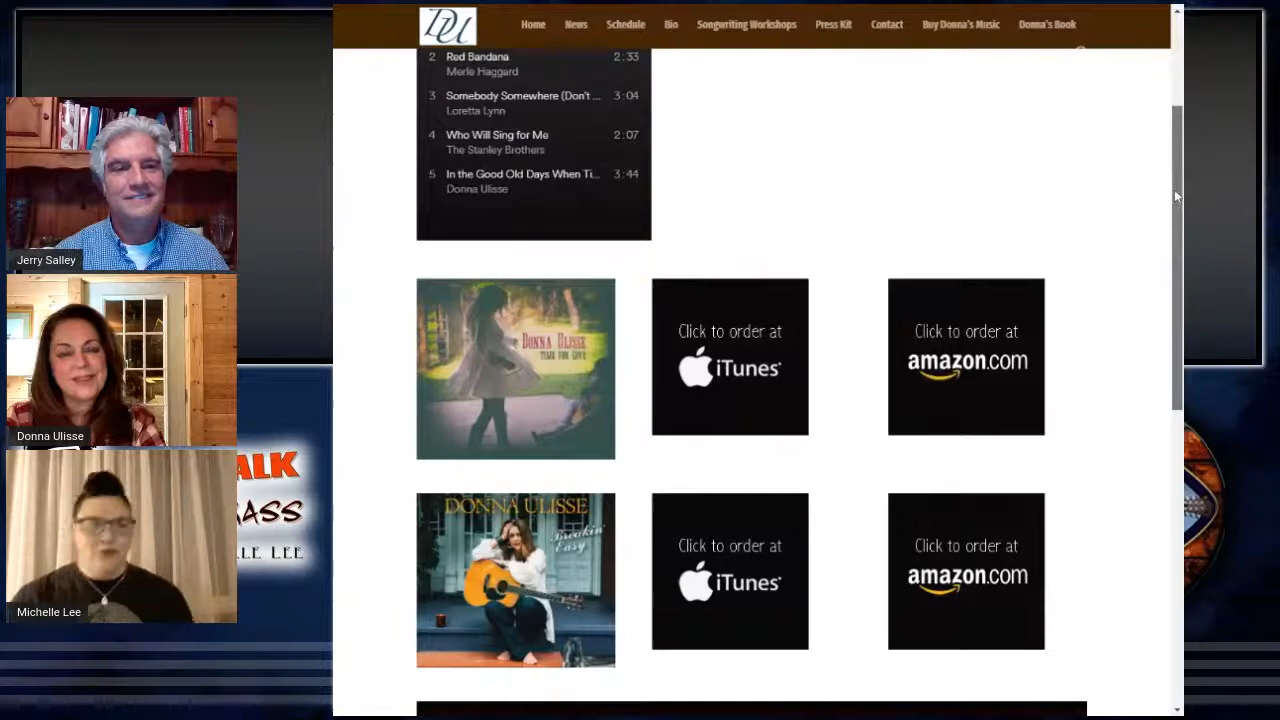 DU
Home News Schedule Bio Songwriting Workshops Press Kit Contact Buy Donna's Music Donna's Book
2 Red Bandana 2:33
Merle Haggard
3 Somebody Somewhere (Don't ... 3:04
Loretta Lynn
4 Who Will Sing for Me 2:07
The Stanley Brothers
5 In the Good Old Days When Ti... 3:44
Donna Ulisse
Jerry Salley
Donna Ulisse
Michelle Lee
ALK
ASS
LE LEE
DONNA ULISSE
TIME FOR LOVE
Click to order at
iTunes
Click to order at
amazon.com
DONNA ULISSE
Breakin'
Easy
Click to order at
iTunes
Click to order at
amazon.com